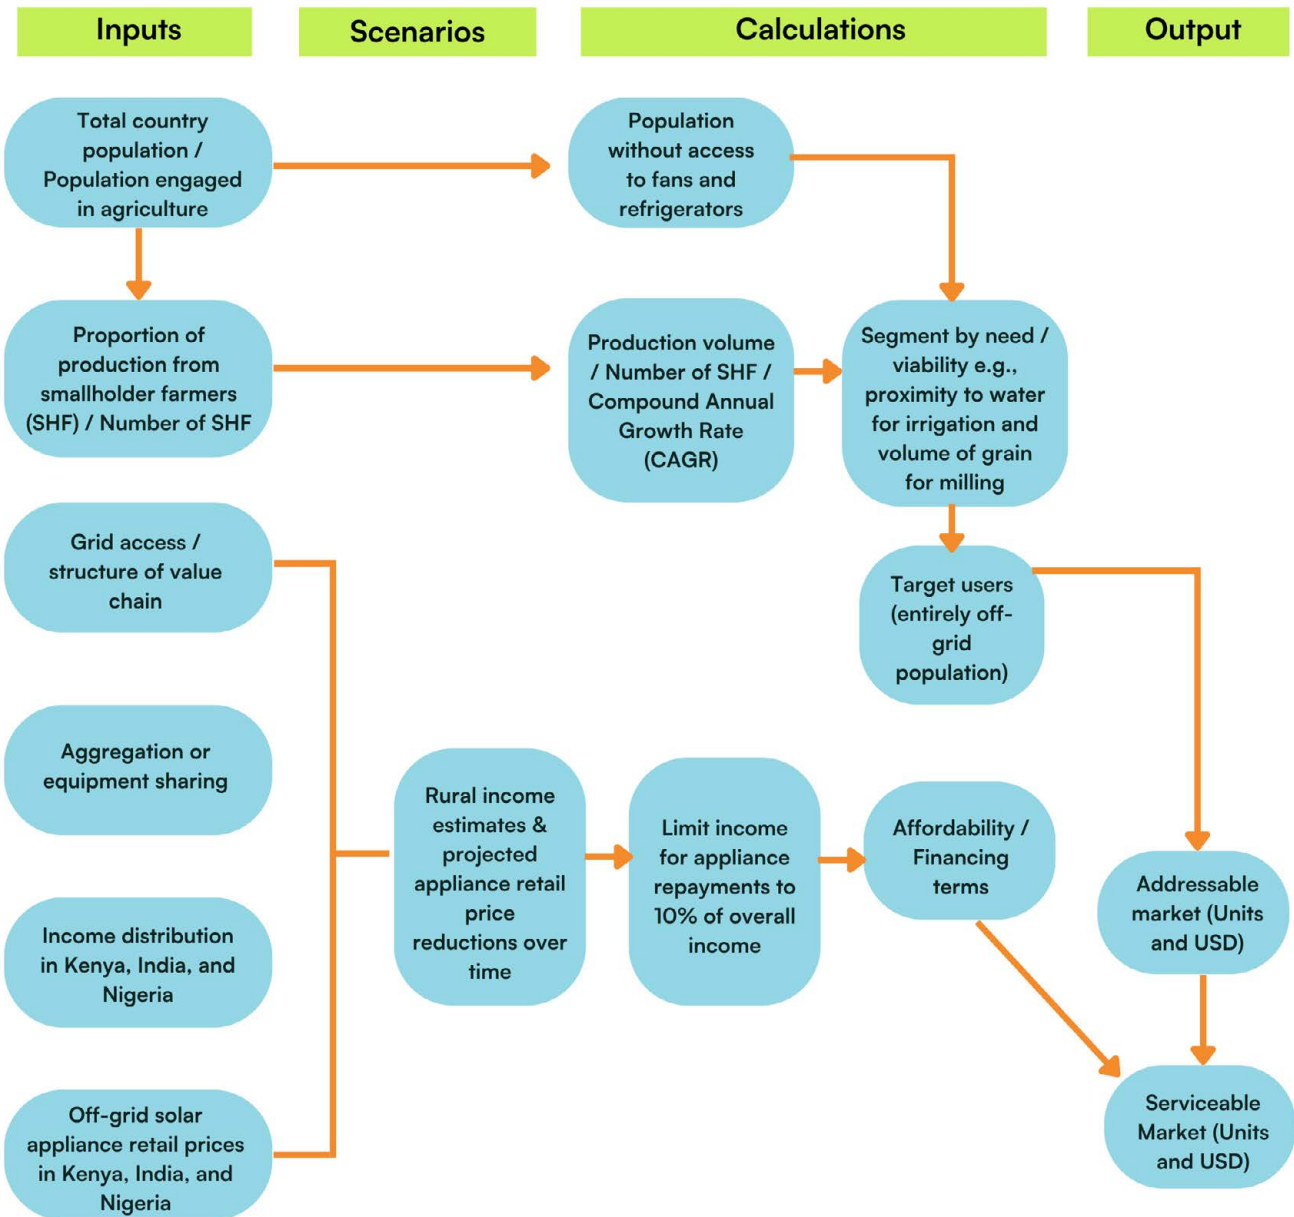 Inputs
Scenarios
Calculations
Output
Total country
population /
Population engaged
in agriculture
Population
without access
to fans and
refrigerators
Proportion of
production from
smallholder farmers
(SHF) / Number of SHF
Production volume
/ Number of SHF /
Compound Annual
Growth Rate
(CAGR)
Segment by need /
viability e.g.,
proximity to water
for irrigation and
volume of grain
for milling
Grid access /
structure of value
chain
Target users
(entirely off-
grid
population)
Aggregation or
equipment sharing
Rural income
estimates &
projected
appliance retail
price
reductions over
time
Limit income
for appliance
repayments to
10% of overall
income
Affordability /
Financing
terms
Addressable
market (Units
and USD)
Income distribution
in Kenya, India, and
Nigeria
Off-grid solar
appliance retail prices
in Kenya, India, and
Nigeria
Serviceable
Market (Units
and USD)